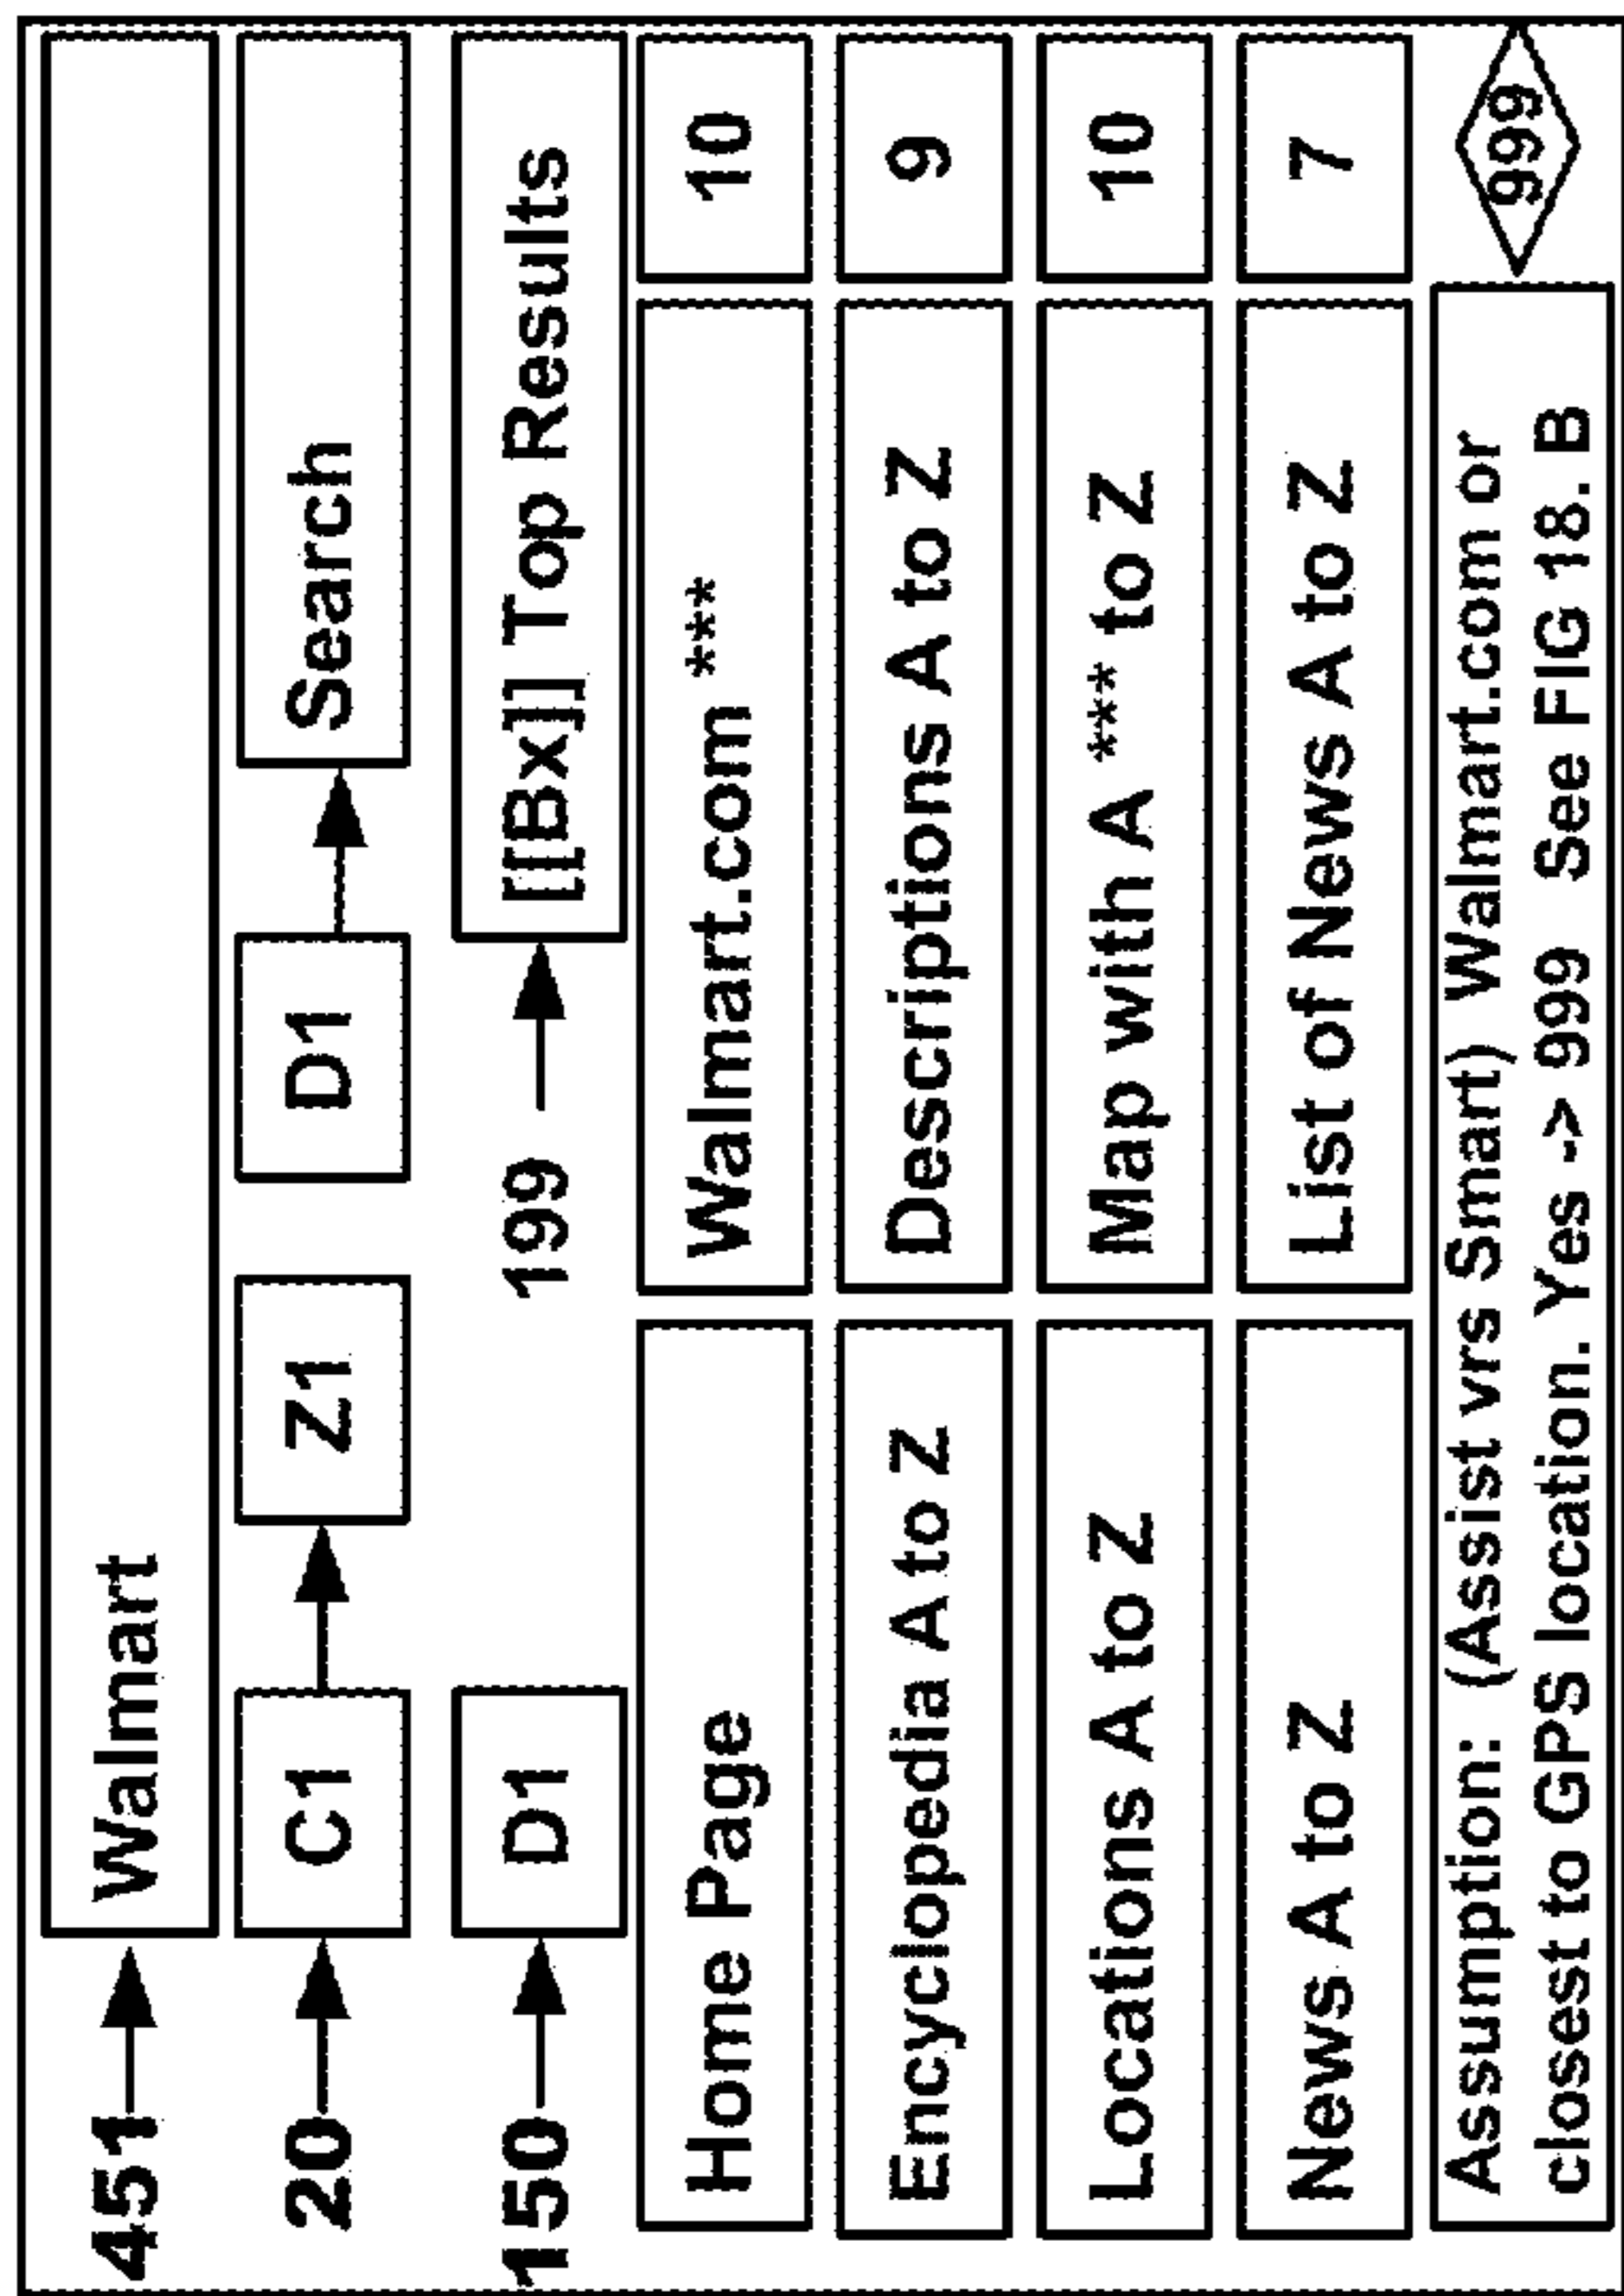 451 Walmart
20 C1 Z1 D1 Search
150 D1 199 [[Bx]] Top Results
Home Page Walmart.com *** 10
Encyclopedia A to Z Descriptions A to Z 9
Locations A to Z Map with A *** to Z 10
News A to Z List of News A to Z 7
Assumption: (Assist vrs Smart) Walmart.com or
closest to GPS location. Yes -> 999 See FIG 18. B
999